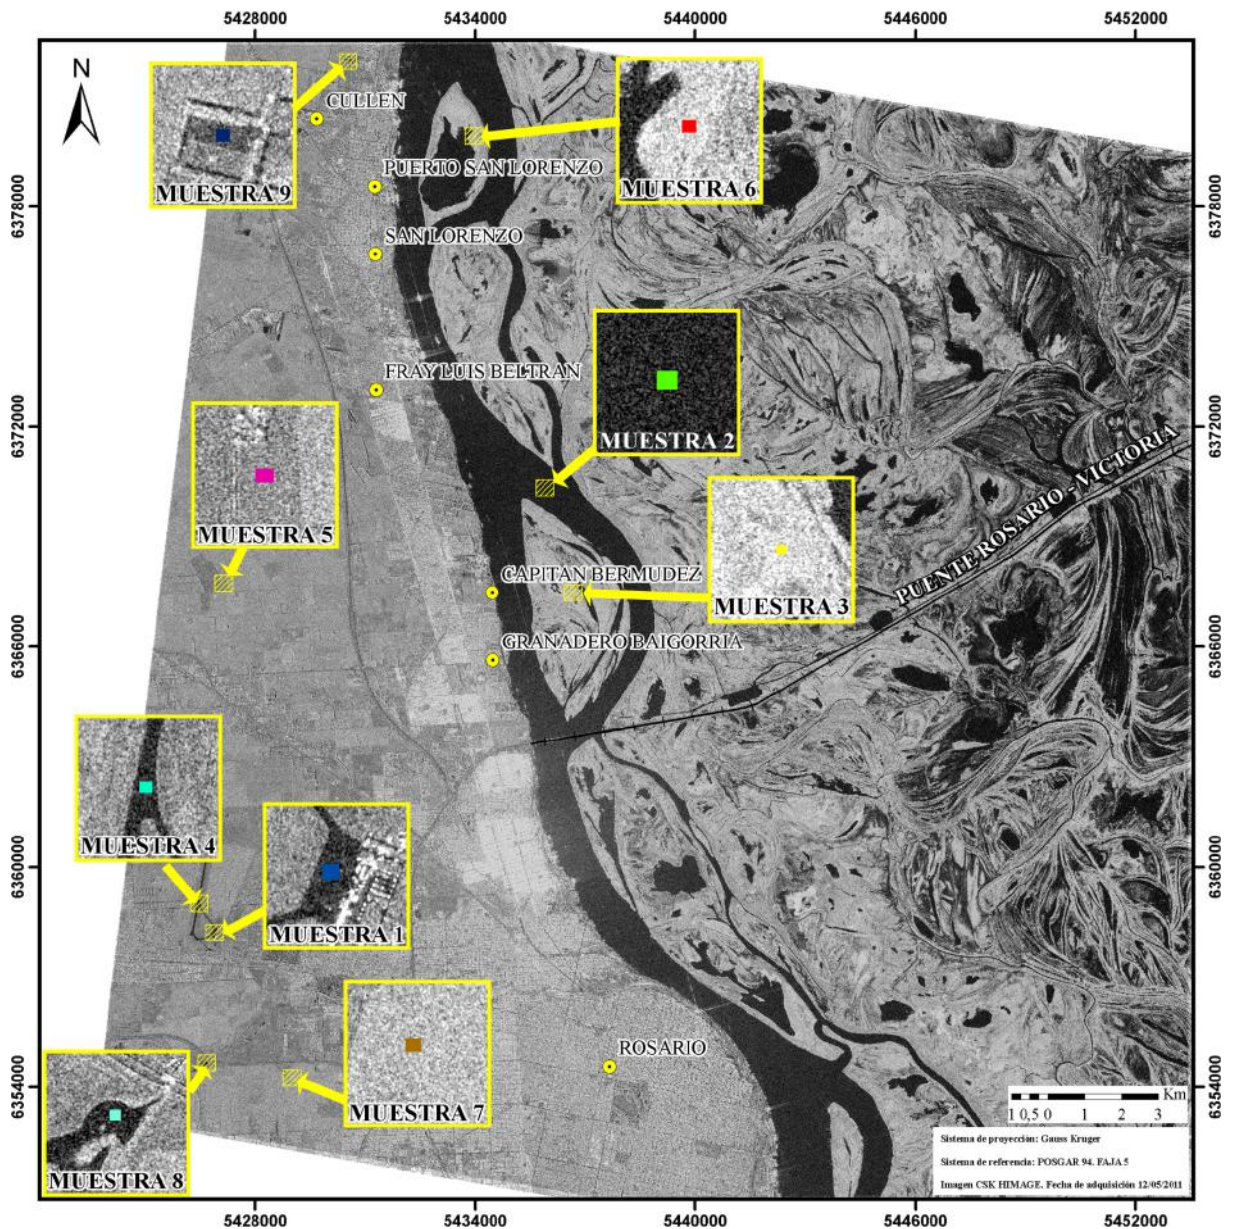 5428000 5434000 5440000 5446000 5452000
N
CULLEN
MUESTRA 9
PUERTO SAN LORENZO
MUESTRA 6
6378000 6378000
SAN LORENZO
FRAY LUIS BELTRAN
6372000 6372000
MUESTRA 2
PUENTE ROSARIO - VICTORIA
MUESTRA 5
CAPITAN BERMUDEZ
MUESTRA 3
GRANADERO BAIGORRIA
6366000 6366000
MUESTRA 4
6360000 6360000
MUESTRA 1
ROSARIO
6354000 6354000
MUESTRA 7
MUESTRA 8
Km
1 0,5 0 1 2 3
Sistema de proyección: Gauss Kruger
Sistema de referencia: POSGAR 94. FAJA 5
Imagen CSK HIMAGE. Fecha de adquisición 12/05/2011
5428000 5434000 5440000 5446000 5452000